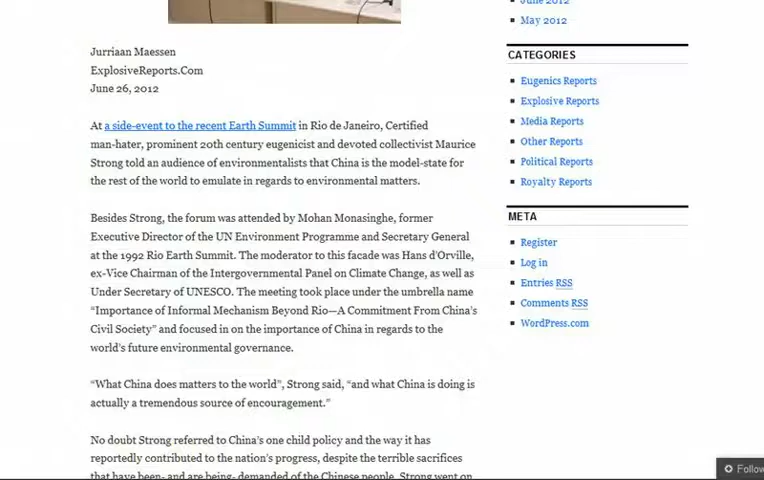 Jurriaan Maessen
ExplosiveReports.Com
June 26, 2012
At a side-event to the recent Earth Summit in Rio de Janeiro, Certified
man-hater, prominent 20th century eugenicist and devoted collectivist Maurice
Strong told an audience of environmentalists that China is the model-state for
the rest of the world to emulate in regards to environmental matters.
Besides Strong, the forum was attended by Mohan Monasinghe, former
Executive Director of the UN Environment Programme and Secretary General
at the 1992 Rio Earth Summit. The moderator to this facade was Hans d’Orville,
ex-Vice Chairman of the Intergovernmental Panel on Climate Change, as well as
Under Secretary of UNESCO. The meeting took place under the umbrella name
“Importance of Informal Mechanism Beyond Rio—A Commitment From China’s
Civil Society” and focused in on the importance of China in regards to the
world’s future environmental governance.
“What China does matters to the world”, Strong said, “and what China is doing is
actually a tremendous source of encouragement.”
No doubt Strong referred to China’s one child policy and the way it has
reportedly contributed to the nation’s progress, despite the terrible sacrifices
that have been- and are being- demanded of the Chinese people. Strong went on
June 2012
May 2012
CATEGORIES
Eugenics Reports
Explosive Reports
Media Reports
Other Reports
Political Reports
Royalty Reports
META
Register
Log in
Entries RSS
Comments RSS
WordPress.com
Follow